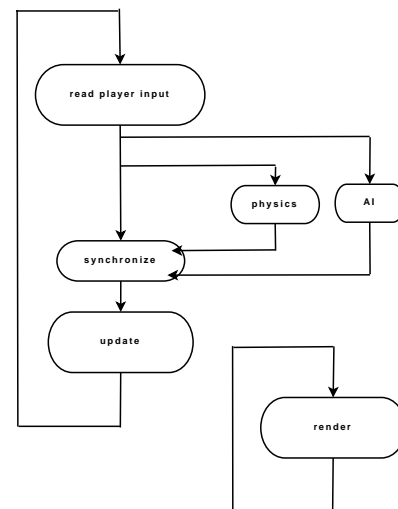 read player input
physics
AI
synchronize
update
render